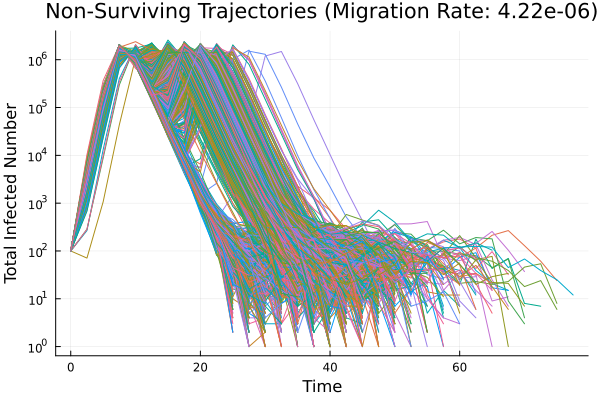 Non-Surviving Trajectories (Migration Rate: 4.22e-06)
Total Infected Number
10⁶
10⁵
10⁴
10³
10²
10¹
10⁰
0 20 40 60
Time